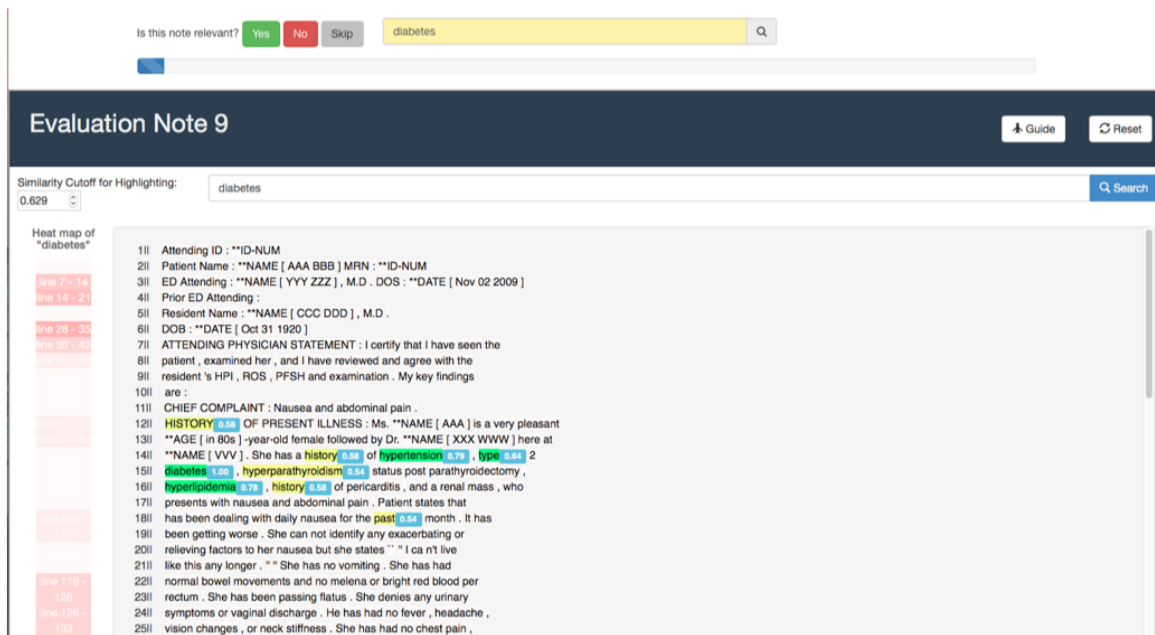 Is this note relevant? Yes No Skip diabetes
Evaluation Note 9
Guide Reset
Similarity Cutoff for Highlighting:
0.629 diabetes Search
Heat map of
"diabetes"
line 7 - 14
line 14 - 21
line 28 - 35
line 35 - 42
line 119 -
126
line 126 -
133
1|| Attending ID : **ID-NUM
2|| Patient Name : **NAME [ AAA BBB ] MRN : **ID-NUM
3|| ED Attending : **NAME [ YYY ZZZ ] , M.D . DOS : **DATE [ Nov 02 2009 ]
4|| Prior ED Attending :
5|| Resident Name : **NAME [ CCC DDD ] , M.D .
6|| DOB : **DATE [ Oct 31 1920 ]
7|| ATTENDING PHYSICIAN STATEMENT : I certify that I have seen the
8|| patient , examined her , and I have reviewed and agree with the
9|| resident 's HPI , ROS , PFSH and examination . My key findings
10|| are :
11|| CHIEF COMPLAINT : Nausea and abdominal pain .
12|| HISTORY 0.58 OF PRESENT ILLNESS : Ms. **NAME [ AAA ] is a very pleasant
13|| **AGE [ in 80s ] -year-old female followed by Dr. **NAME [ XXX WWW ] here at
14|| **NAME [ VVV ] . She has a history 0.58 of hypertension 0.79 , type 0.64 2
15|| diabetes 1.00 , hyperparathyroidism 0.54 status post parathyroidectomy ,
16|| hyperlipidemia 0.78 , history 0.58 of pericarditis , and a renal mass , who
17|| presents with nausea and abdominal pain . Patient states that
18|| has been dealing with daily nausea for the past 0.54 month . It has
19|| been getting worse . She can not identify any exacerbating or
20|| relieving factors to her nausea but she states `` " I ca n't live
21|| like this any longer . " " She has no vomiting . She has had
22|| normal bowel movements and no melena or bright red blood per
23|| rectum . She has been passing flatus . She denies any urinary
24|| symptoms or vaginal discharge . He has had no fever , headache ,
25|| vision changes , or neck stiffness . She has had no chest pain ,